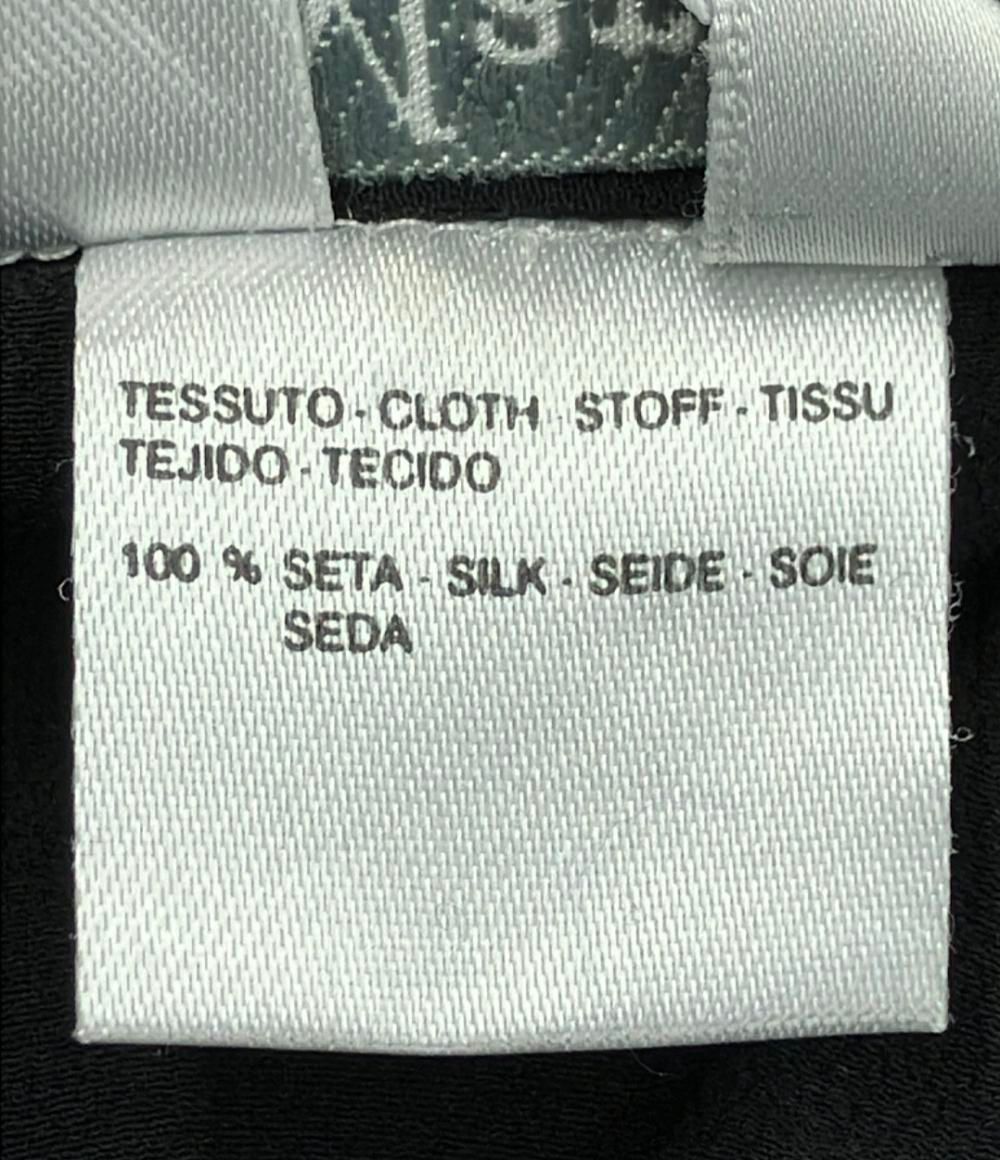 TESSUTO - CLOTH - STOFF - TISSU
TEJIDO - TECIDO
100 % SETA - SILK - SEIDE - SOIE
SEDA